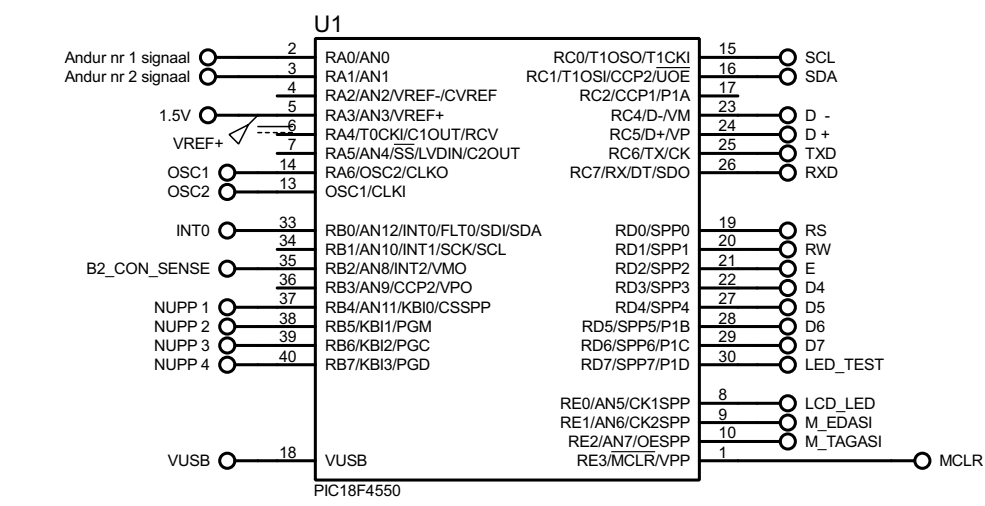 U1
Andur nr 1 signaal 2 RA0/AN0 RC0/T1OSO/T1CKI 15 SCL
Andur nr 2 signaal 3 RA1/AN1 RC1/T1OSI/CCP2/UOE 16 SDA
4 RA2/AN2/VREF-/CVREF RC2/CCP1/P1A 17
1.5V 5 RA3/AN3/VREF+ RC4/D-/VM 23 D -
VREF+ 6 RA4/T0CKI/C1OUT/RCV RC5/D+/VP 24 D +
7 RA5/AN4/SS/LVDIN/C2OUT RC6/TX/CK 25 TXD
OSC1 14 RA6/OSC2/CLKO RC7/RX/DT/SDO 26 RXD
OSC2 13 OSC1/CLKI
INT0 33 RB0/AN12/INT0/FLT0/SDI/SDA RD0/SPP0 19 RS
34 RB1/AN10/INT1/SCK/SCL RD1/SPP1 20 RW
B2_CON_SENSE 35 RB2/AN8/INT2/VMO RD2/SPP2 21 E
36 RB3/AN9/CCP2/VPO RD3/SPP3 22 D4
NUPP 1 37 RB4/AN11/KBI0/CSSPP RD4/SPP4 27 D5
NUPP 2 38 RB5/KBI1/PGM RD5/SPP5/P1B 28 D6
NUPP 3 39 RB6/KBI2/PGC RD6/SPP6/P1C 29 D7
NUPP 4 40 RB7/KBI3/PGD RD7/SPP7/P1D 30 LED_TEST
RE0/AN5/CK1SPP 8 LCD_LED
RE1/AN6/CK2SPP 9 M_EDASI
RE2/AN7/OESPP 10 M_TAGASI
VUSB 18 VUSB RE3/MCLR/VPP 1 MCLR
PIC18F4550